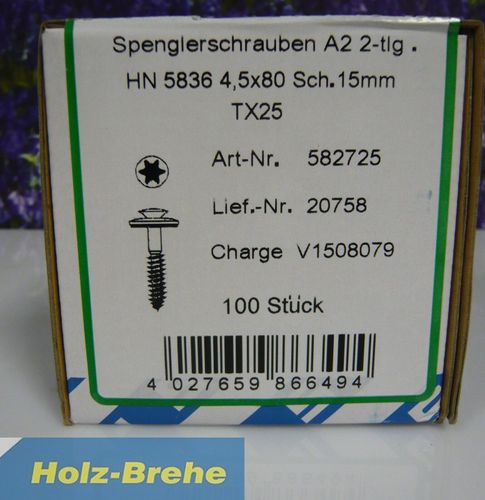 Spenglerschrauben A2 2-tlg .
HN 5836 4,5x80 Sch.15mm
TX25
Art-Nr. 582725
Lief.-Nr. 20758
Charge V1508079
100 Stück
4 027659 866494
Holz-Brehe